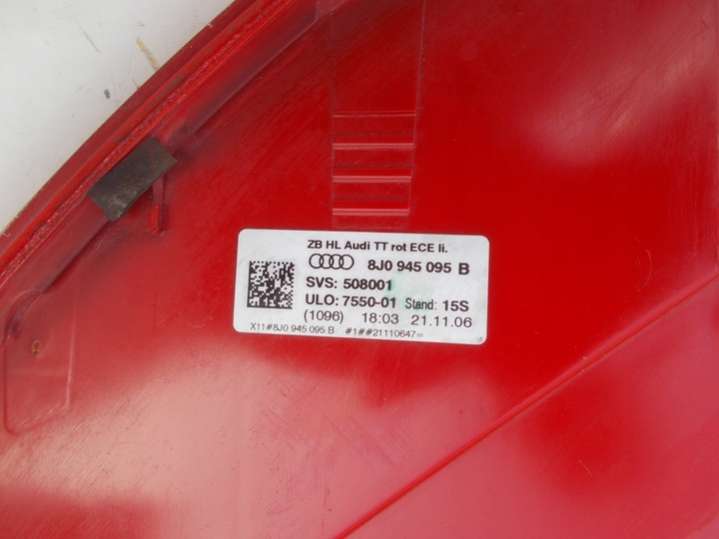 ZB HL Audi TT rot ECE li.
8J0 945 095 B
SVS: 508001
ULO: 7550-01 Stand: 15S
(1096) 18:03 21.11.06
X11#8J0 945 095 B #1##21110647=